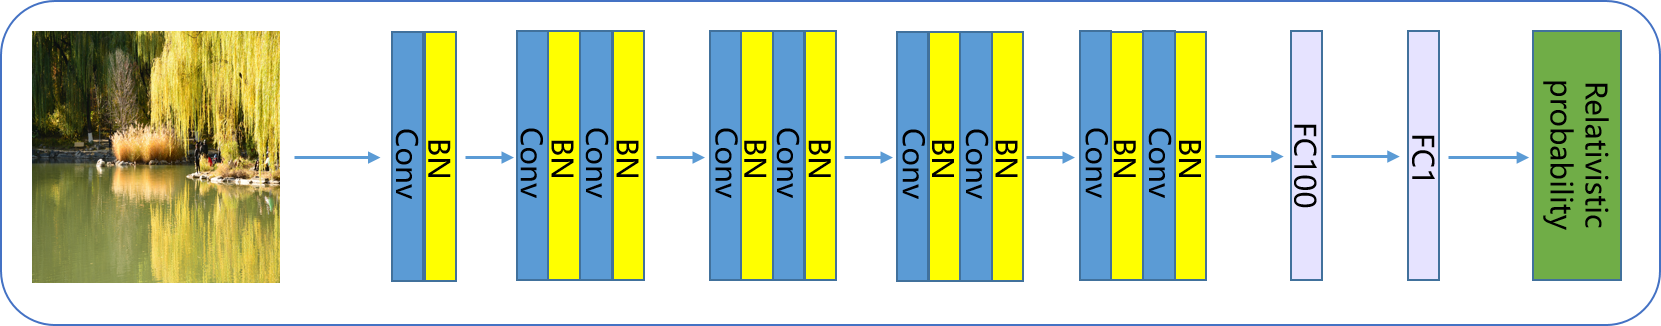 Conv
BN
Conv
BN
Conv
BN
Conv
BN
Conv
BN
Conv
BN
Conv
BN
Conv
BN
Conv
BN
FC100
FC1
Relativistic
probability